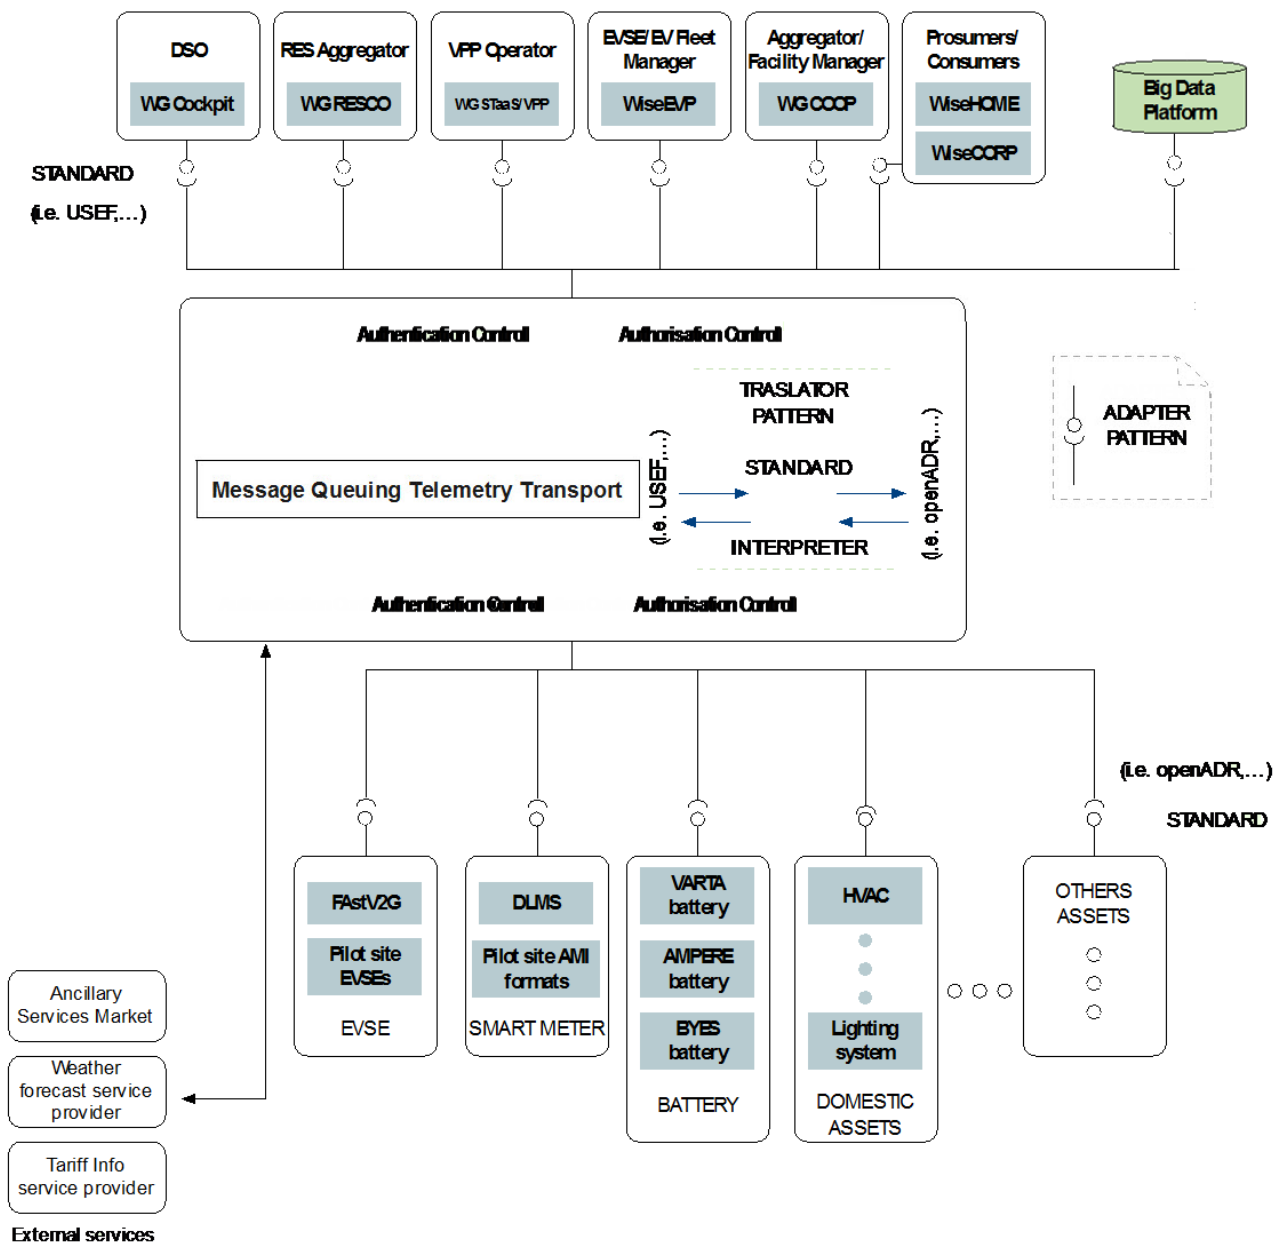 DSO
WG Cockpit
RES Aggregator
WG RESCO
VPP Operator
WG STaaS/VPP
EVSE/ EV Fleet
Manager
WiseEVP
Aggregator/
Facility Manager
WG COOP
Prosumers/
Consumers
WiseHOME
WiseCORP
Big Data
Platform
STANDARD
(i.e. USEF,...)
Authentication Controll
Authorisation Control
TRASLATOR
PATTERN
STANDARD
INTERPRETER
Message Queuing Telemetry Transport
(i.e. USEF,...)
(i.e. openADR,...)
Authentication Controll
Authorisation Control
ADAPTER
PATTERN
(i.e. openADR,...)
STANDARD
FAstV2G
Pilot site
EVSEs
EVSE
DLMS
Pilot site AMI
formats
SMART METER
VARTA
battery
AMPERE
battery
BYES
battery
BATTERY
HVAC
Lighting
system
DOMESTIC
ASSETS
OTHERS
ASSETS
Ancillary
Services Market
Weather
forecast service
provider
Tariff Info
service provider
External services